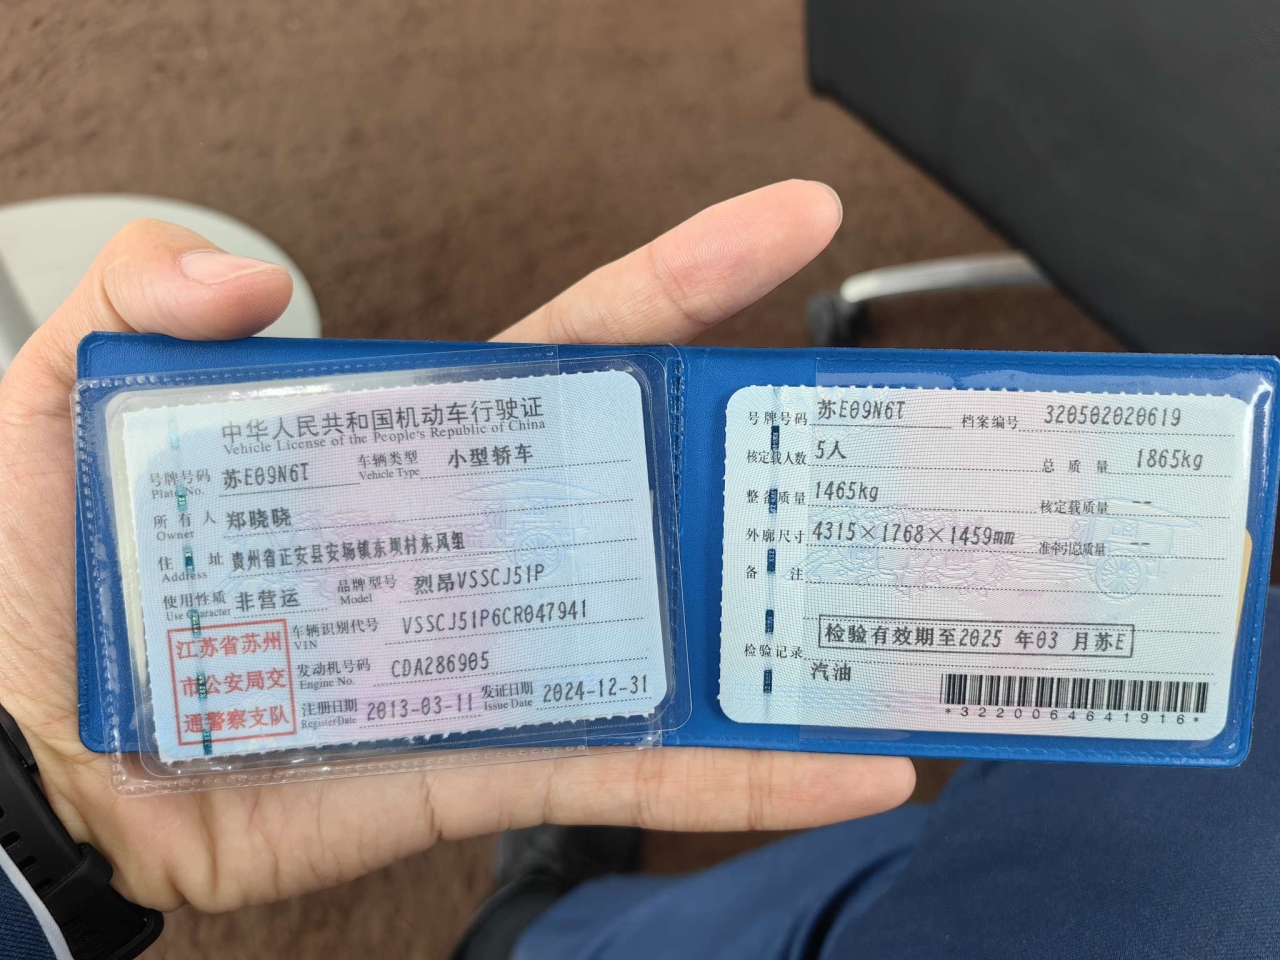 中华人民共和国机动车行驶证
Vehicle License of the People's Republic of China
号牌号码 苏E09N6T 车辆类型 小型轿车
Plate No. Vehicle Type
所有人 郑晓晓
Owner
住址 贵州省正安县安场镇东坝村东风组
Address
使用性质 非营运 品牌型号 烈昂VSSCJ51P
Use Character Model
江苏省苏州
市公安局交
通警察支队
车辆识别代号 VSSCJ51P6CR047941
VIN
发动机号码 CDA286905
Engine No.
注册日期 2013-03-11 发证日期 2024-12-31
Register Date Issue Date
号牌号码 苏E09N6T 档案编号 320502020619
核定载人数 5人 总质量 1865kg
整备质量 1465kg 核定载质量 --
外廓尺寸 4315×1768×1459mm 准牵引总质量 --
备注
检验有效期至2025 年03 月苏E
检验记录
汽油
*3220064641916*